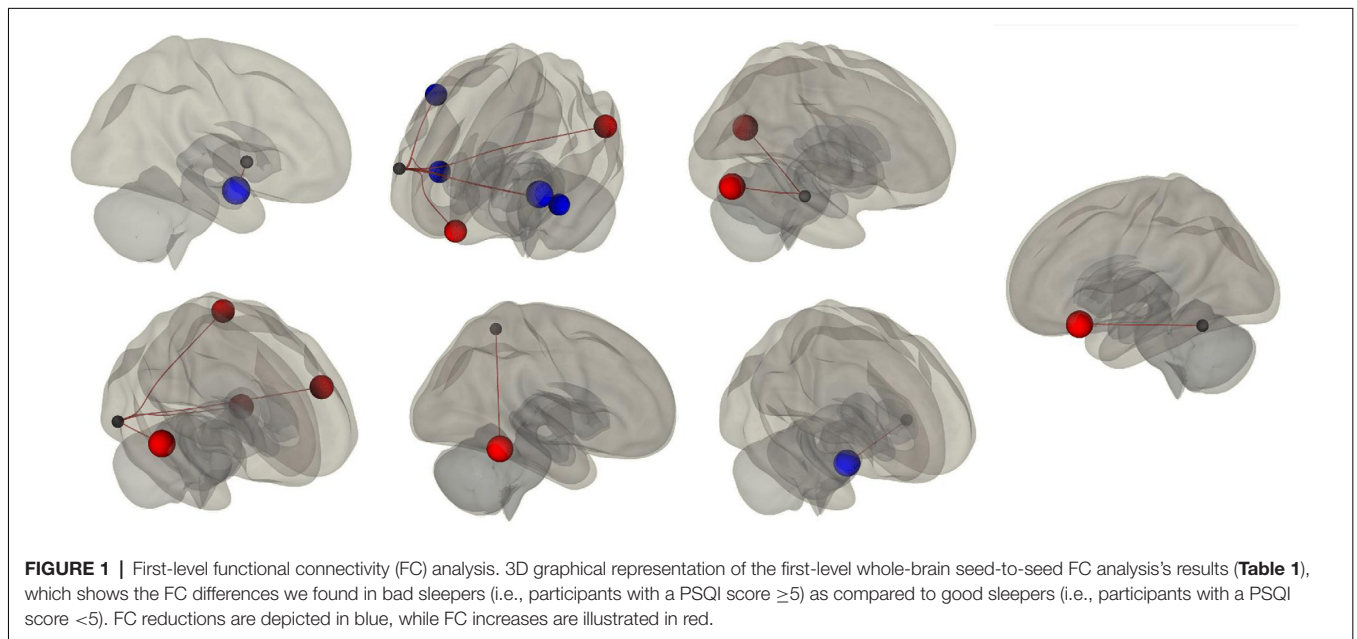 FIGURE 1 | First-level functional connectivity (FC) analysis. 3D graphical representation of the first-level whole-brain seed-to-seed FC analysis's results (Table 1),
which shows the FC differences we found in bad sleepers (i.e., participants with a PSQI score ≥5) as compared to good sleepers (i.e., participants with a PSQI
score <5). FC reductions are depicted in blue, while FC increases are illustrated in red.